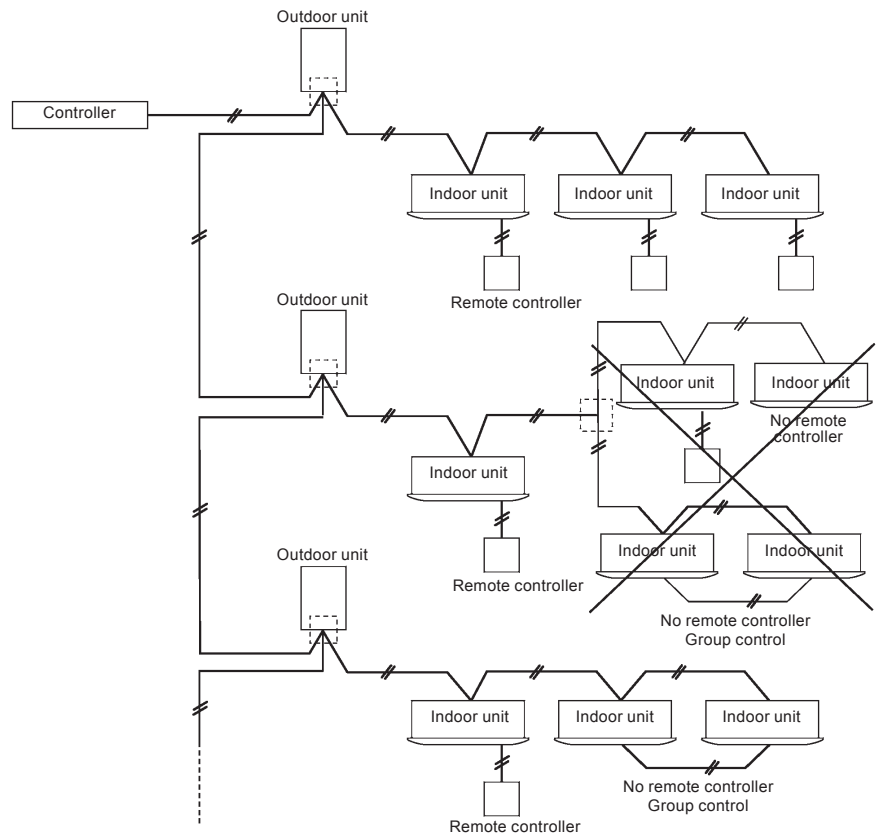 Outdoor unit
Controller
Indoor unit
Indoor unit
Indoor unit
Remote controller
Outdoor unit
Indoor unit
Indoor unit
No remote
controller
Indoor unit
Remote controller
Indoor unit
Indoor unit
No remote controller
Group control
Outdoor unit
Indoor unit
Indoor unit
Indoor unit
No remote controller
Group control
Remote controller